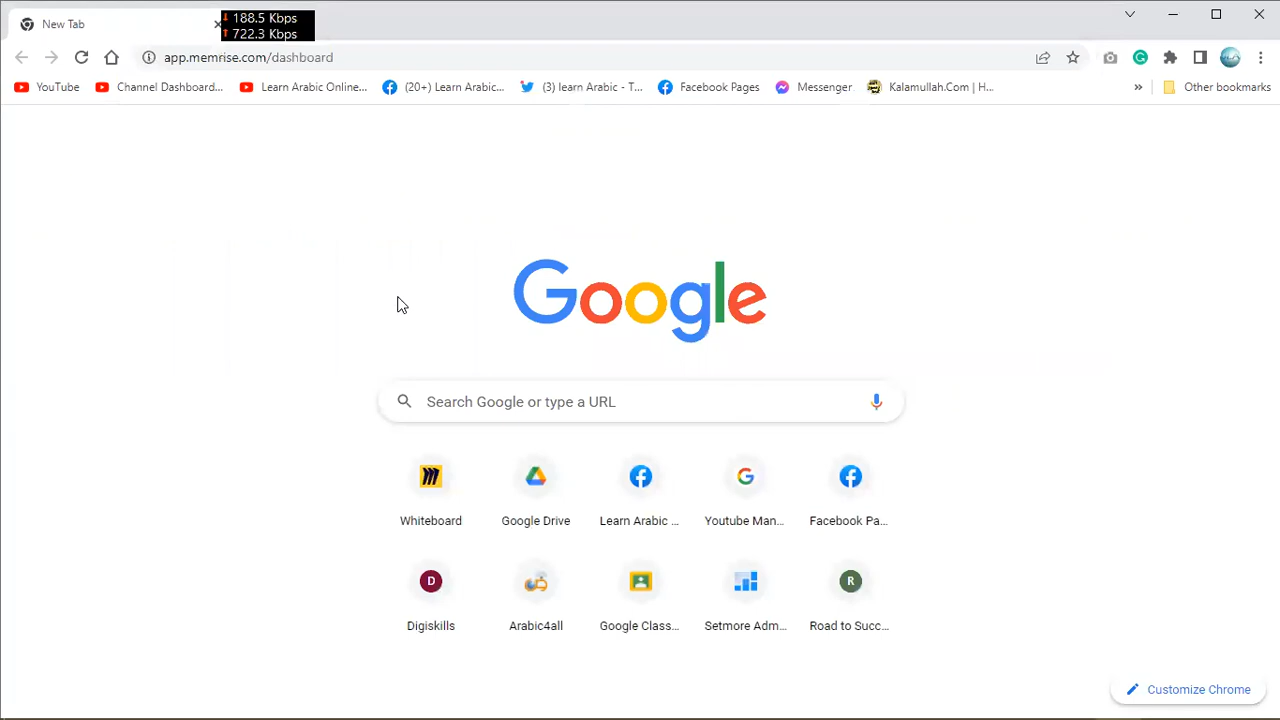 New Tab
188.5 Kbps
722.3 Kbps
app.memrise.com/dashboard
YouTube
Channel Dashboard...
Learn Arabic Online...
(20+) Learn Arabic...
(3) learn Arabic - T...
Facebook Pages
Messenger
Kalamullah.Com | H...
»
Other bookmarks
Google
Search Google or type a URL
Whiteboard
Google Drive
Learn Arabic ...
Youtube Man...
Facebook Pa...
D
R
Digiskills
Arabic4all
Google Class...
Setmore Adm...
Road to Succ...
Customize Chrome